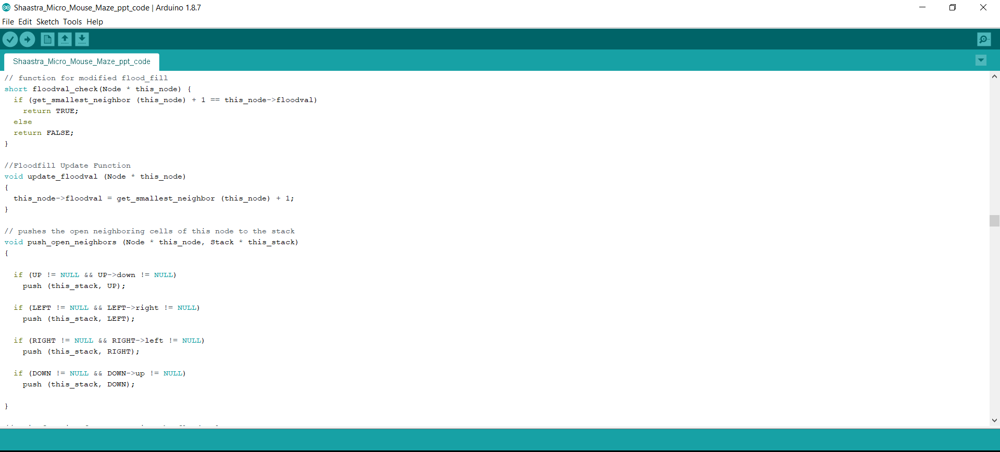 Shaastra_Micro_Mouse_Maze_ppt_code | Arduino 1.8.7
File Edit Sketch Tools Help
Shaastra_Micro_Mouse_Maze_ppt_code
// function for modified flood_fill
short floodval_check(Node * this_node) {
  if (get_smallest_neighbor (this_node) + 1 == this_node->floodval)
    return TRUE;
  else
  return FALSE;
}
//Floodfill Update Function
void update_floodval (Node * this_node)
{
  this_node->floodval = get_smallest_neighbor (this_node) + 1;
}
// pushes the open neighboring cells of this node to the stack
void push_open_neighbors (Node * this_node, Stack * this_stack)
{
  if (UP != NULL && UP->down != NULL)
    push (this_stack, UP);
  if (LEFT != NULL && LEFT->right != NULL)
    push (this_stack, LEFT);
  if (RIGHT != NULL && RIGHT->left != NULL)
    push (this_stack, RIGHT);
  if (DOWN != NULL && DOWN->up != NULL)
    push (this_stack, DOWN);
}